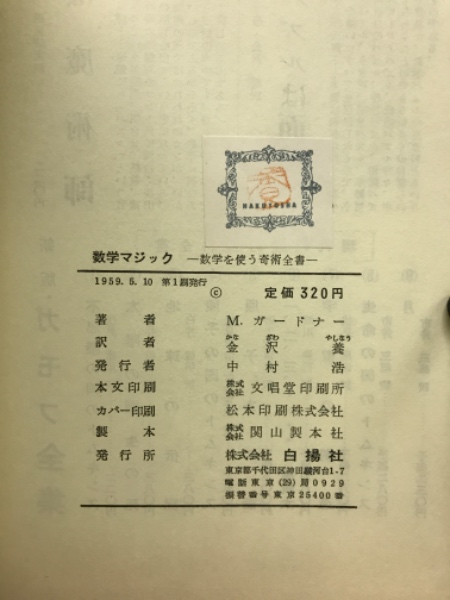 HAKUYOSHA
数学マジック —数学を使う奇術全書—
1959.5.10 第1刷発行
© 定価 320円
著者 M. ガードナー
かな ざわ やしなう
訳者 金沢 養
発行者 中村 浩
本文印刷 株式会社 文唱堂印刷所
カバー印刷 松本印刷株式会社
製本 株式会社 関山製本社
発行所 株式会社 白揚社
東京都千代田区神田駿河台1-7
電話東京(29)局0929
振替番号東京25400番